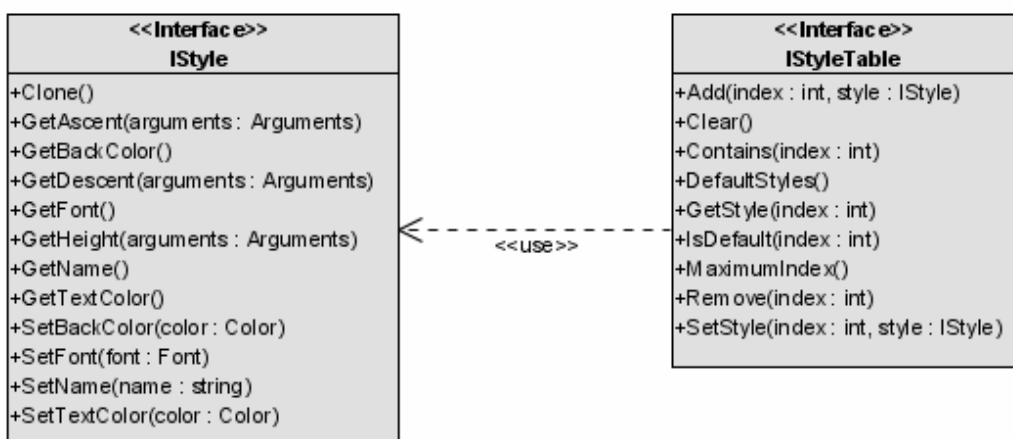 <<Interface>>
IStyle
+Clone()
+GetAscent(arguments : Arguments)
+GetBackColor()
+GetDescent(arguments : Arguments)
+GetFont()
+GetHeight(arguments : Arguments)
+GetName()
+GetTextColor()
+SetBackColor(color : Color)
+SetFont(font : Font)
+SetName(name : string)
+SetTextColor(color : Color)
<<use>>
<<Interface>>
IStyleTable
+Add(index : int, style : IStyle)
+Clear()
+Contains(index : int)
+DefaultStyles()
+GetStyle(index : int)
+IsDefault(index : int)
+MaximumIndex()
+Remove(index : int)
+SetStyle(index : int, style : IStyle)